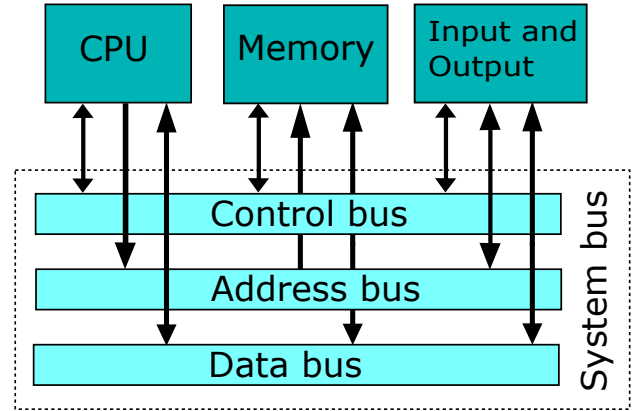 CPU
Memory
Input and
Output
Control bus
Address bus
Data bus
System bus